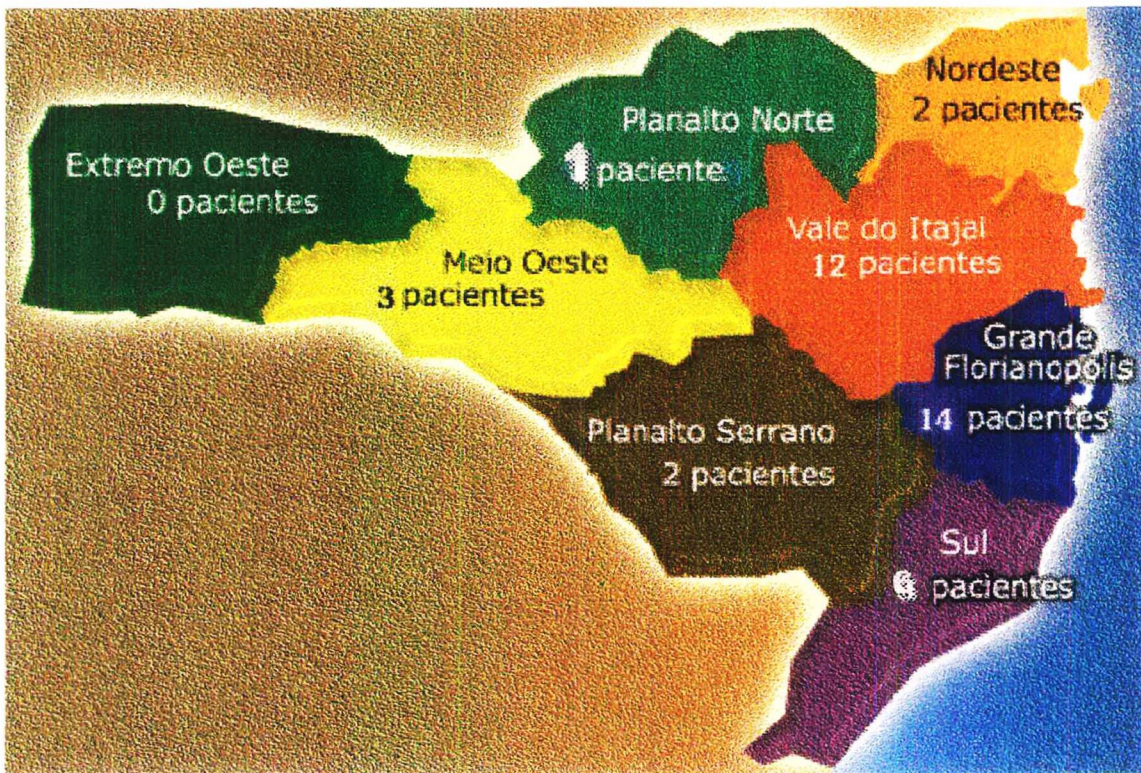 Nordeste
2 pacientes
Planalto Norte
1 paciente
Extremo Oeste
0 pacientes
Vale do Itajaí
12 pacientes
Meio Oeste
3 pacientes
Grande
Florianopolis
14 pacientes
Planalto Serrano
2 pacientes
Sul
pacientes